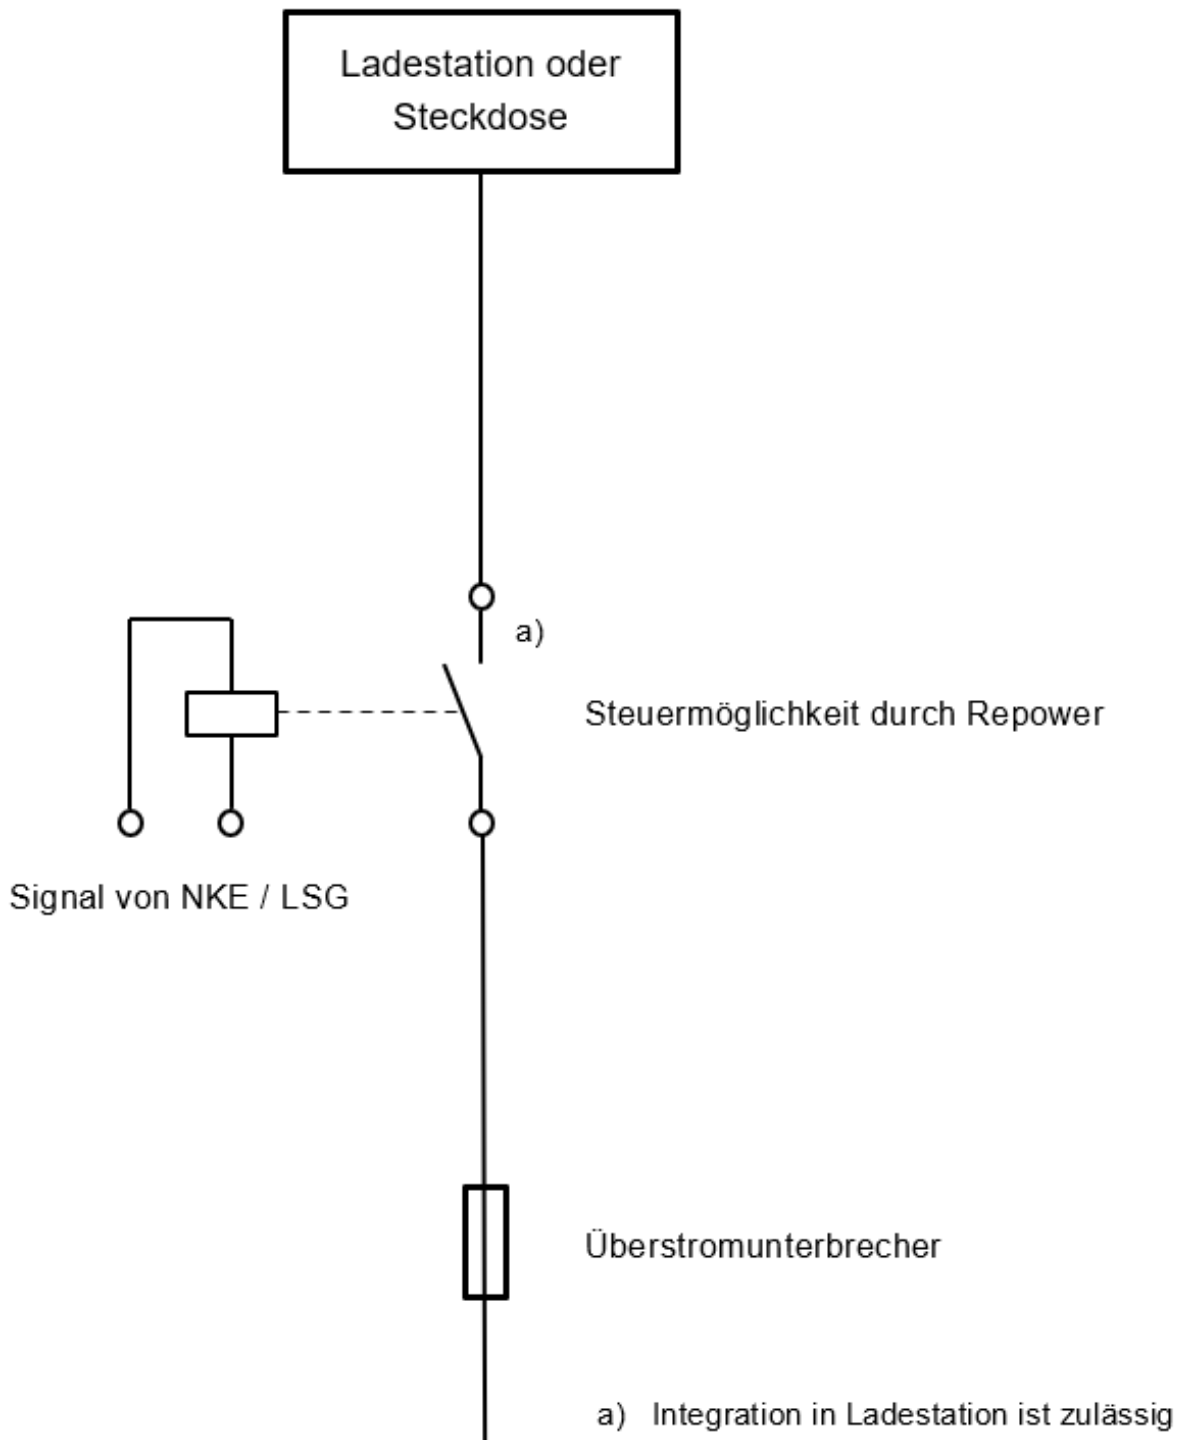 Ladestation oder
Steckdose
a)
Steuermöglichkeit durch Repower
Signal von NKE / LSG
Überstromunterbrecher
a) Integration in Ladestation ist zulässig